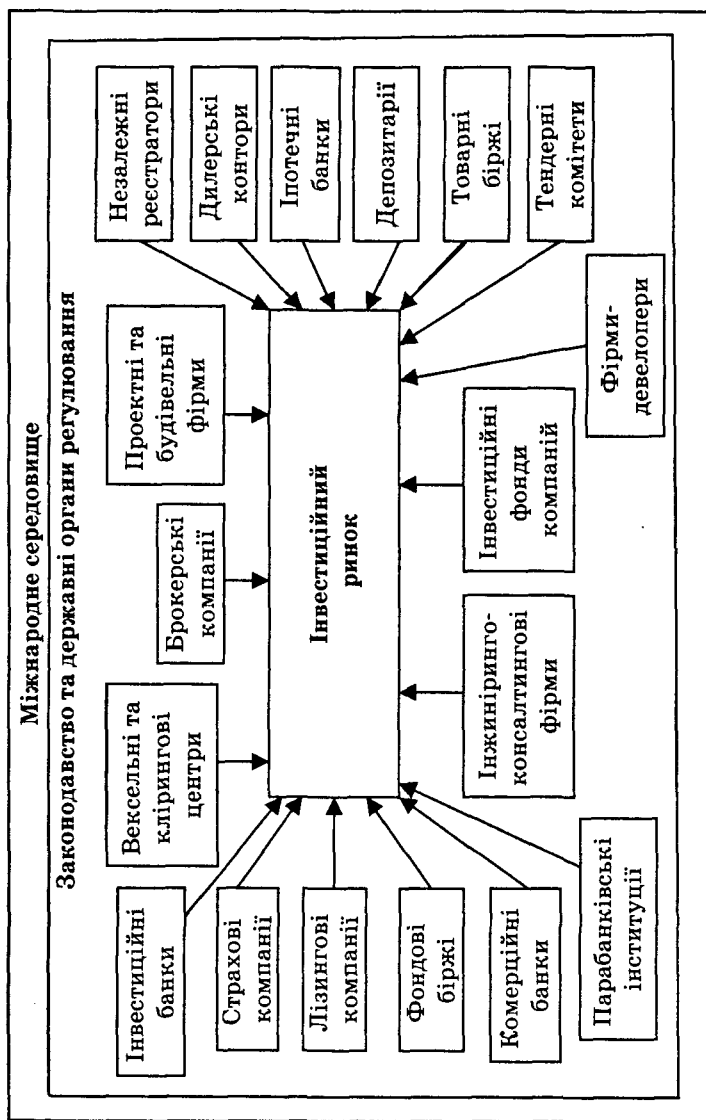 Міжнародне середовище
Законодавство та державні органи регулювання
Інвестиційні
банки
Страхові
компанії
Лізингові
компанії
Фондові
біржі
Комерційні
банки
Парабанківські
інституції
Вексельні та
клірингові
центри
Брокерські
компанії
Проектні та
будівельні
фірми
Інвестиційний
ринок
Інжиніринго-
консалтингові
фірми
Інвестиційні
фонди
компаній
Фірми-
девелопери
Незалежні
реєстратори
Дилерські
контори
Іпотечні
банки
Депозитарії
Товарні
біржі
Тендерні
комітети